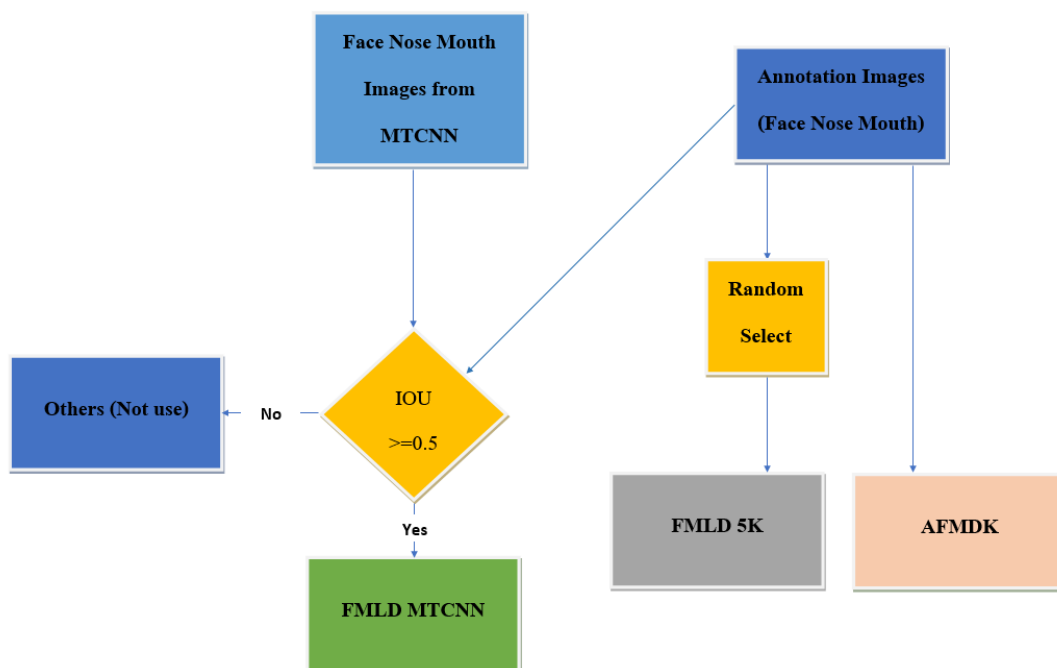 Face Nose Mouth
Images from
MTCNN
Annotation Images
(Face Nose Mouth)
Random
Select
Others (Not use)
No
IOU
>=0.5
Yes
FMLD 5K
AFMDK
FMLD MTCNN